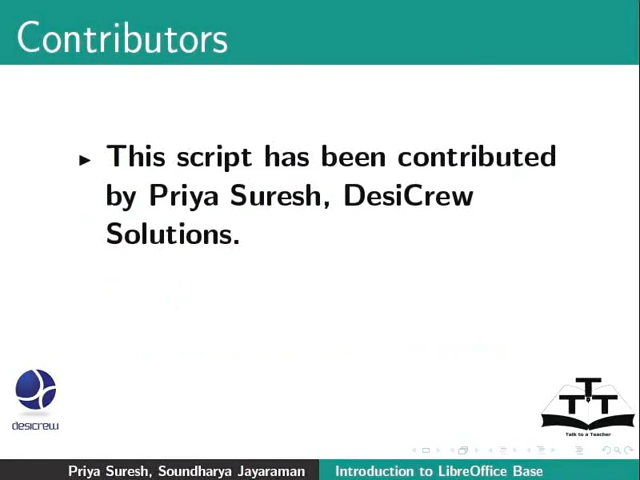 Contributors
This script has been contributed
by Priya Suresh, DesiCrew
Solutions.
desicrew
T
T T
Talk to a Teacher
Priya Suresh, Soundharya Jayaraman
Introduction to LibreOffice Base